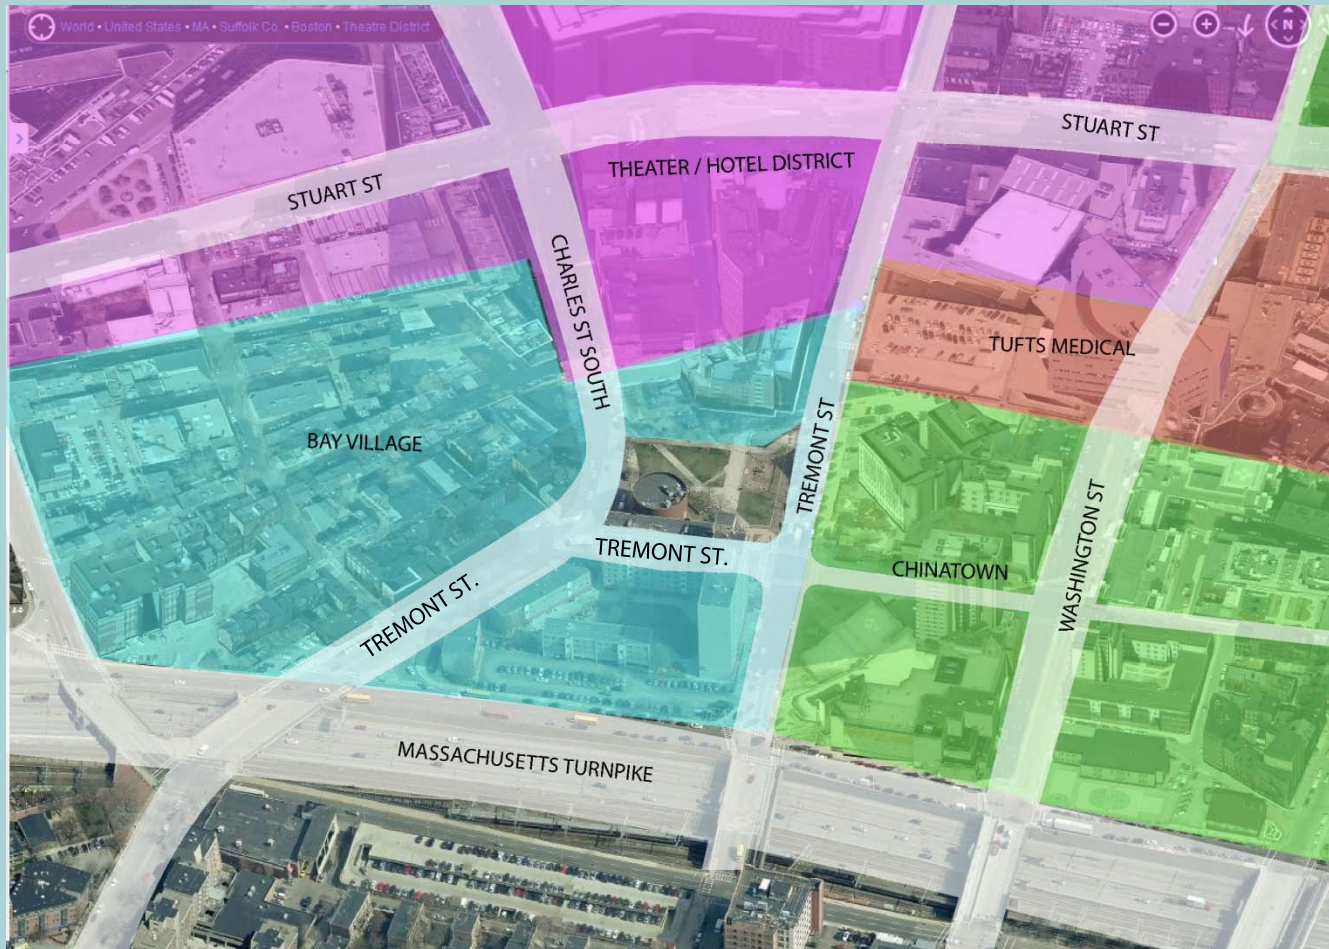 World • United States • MA • Suffolk Co. • Boston • Theatre District
N
STUART ST
THEATER / HOTEL DISTRICT
STUART ST
CHARLES ST SOUTH
TUFTS MEDICAL
BAY VILLAGE
TREMONT ST
WASHINGTON ST
TREMONT ST.
CHINATOWN
TREMONT ST.
MASSACHUSETTS TURNPIKE